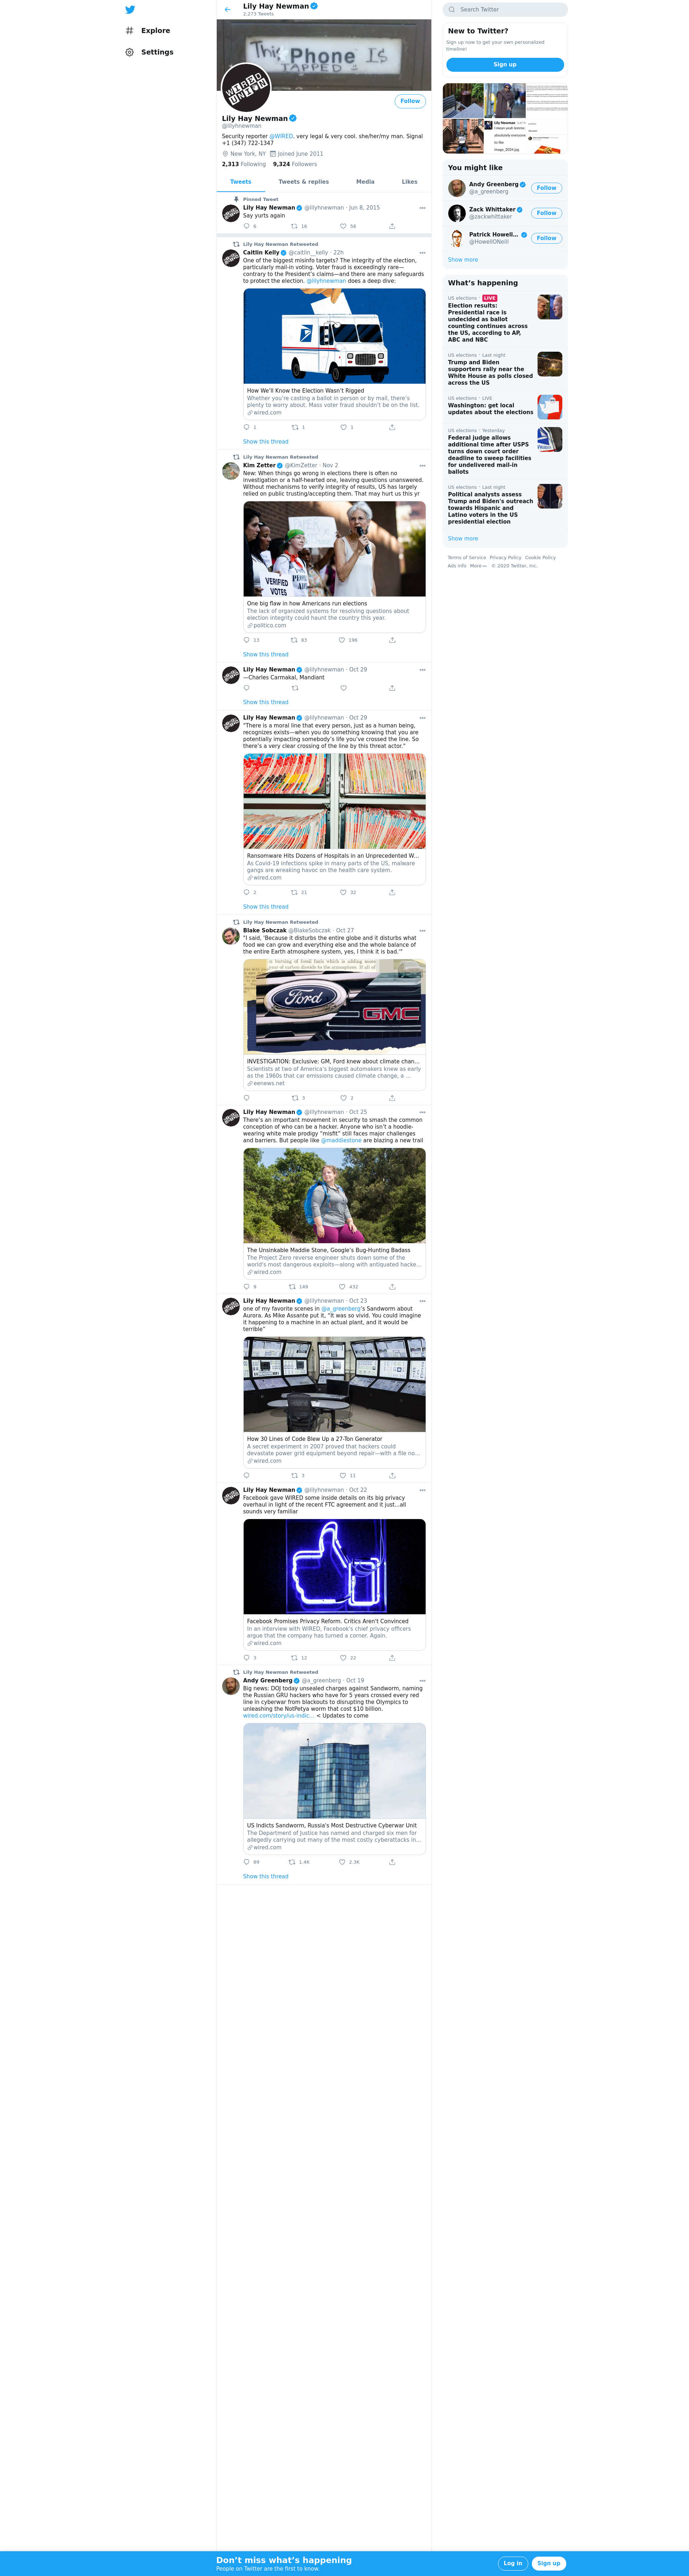 Explore
Settings
Lily Hay Newman
2,273 Tweets
This Phone Is
TAPPED
WIRED
UNION
Follow
Lily Hay Newman
@lilyhnewman
Security reporter @WIRED. very legal & very cool. she/her/my man. Signal
+1 (347) 722-1347
New York, NY Joined June 2011
2,313 Following 9,324 Followers
Tweets Tweets & replies Media Likes
Pinned Tweet
Lily Hay Newman @lilyhnewman · Jun 8, 2015
Say yurts again
6 14 56
Lily Hay Newman Retweeted
Caitlin Kelly @caitlin__kelly · 22h
One of the biggest misinfo targets? The integrity of the election,
particularly mail-in voting. Voter fraud is exceedingly rare—
contrary to the President's claims—and there are many safeguards
to protect the election. @lilyhnewman does a deep dive:
How We'll Know the Election Wasn't Rigged
Whether you're casting a ballot in person or by mail, there's
plenty to worry about. Mass voter fraud shouldn't be on the list.
wired.com
1 1 1
Show this thread
Lily Hay Newman Retweeted
Kim Zetter @KimZetter · Nov 2
New: When things go wrong in elections there is often no
investigation or a half-hearted one, leaving questions unanswered.
Without mechanisms to verify integrity of results, US has largely
relied on public trusting/accepting them. That may hurt us this yr
VERIFIED
VOTES
One big flaw in how Americans run elections
The lack of organized systems for resolving questions about
election integrity could haunt the country this year.
politico.com
13 83 196
Show this thread
Lily Hay Newman @lilyhnewman · Oct 29
—Charles Carmakal, Mandiant
Show this thread
Lily Hay Newman @lilyhnewman · Oct 29
"There is a moral line that every person, just as a human being,
recognizes exists—when you do something knowing that you are
potentially impacting somebody's life you've crossed the line. So
there's a very clear crossing of the line by this threat actor."
Ransomware Hits Dozens of Hospitals in an Unprecedented W...
As Covid-19 infections spike in many parts of the US, malware
gangs are wreaking havoc on the health care system.
wired.com
2 21 32
Show this thread
Lily Hay Newman Retweeted
Blake Sobczak @BlakeSobczak · Oct 27
"I said, 'Because it disturbs the entire globe and it disturbs what
food we can grow and everything else and the whole balance of
the entire Earth atmosphere system, yes, I think it is bad.'"
Ford
GMC
INVESTIGATION: Exclusive: GM, Ford knew about climate chan...
Scientists at two of America's biggest automakers knew as early
as the 1960s that car emissions caused climate change, a ...
eenews.net
3 2
Lily Hay Newman @lilyhnewman · Oct 25
There's an important movement in security to smash the common
conception of who can be a hacker. Anyone who isn't a hoodie-
wearing white male prodigy "misfit" still faces major challenges
and barriers. But people like @maddiestone are blazing a new trail
The Unsinkable Maddie Stone, Google's Bug-Hunting Badass
The Project Zero reverse engineer shuts down some of the
world's most dangerous exploits—along with antiquated hacke...
wired.com
9 149 432
Lily Hay Newman @lilyhnewman · Oct 23
one of my favorite scenes in @a_greenberg's Sandworm about
Aurora. As Mike Assante put it, "It was so vivid. You could imagine
it happening to a machine in an actual plant, and it would be
terrible"
How 30 Lines of Code Blew Up a 27-Ton Generator
A secret experiment in 2007 proved that hackers could
devastate power grid equipment beyond repair—with a file no...
wired.com
3 11
Lily Hay Newman @lilyhnewman · Oct 22
Facebook gave WIRED some inside details on its big privacy
overhaul in light of the recent FTC agreement and it just...all
sounds very familiar
Facebook Promises Privacy Reform. Critics Aren't Convinced
In an interview with WIRED, Facebook's chief privacy officers
argue that the company has turned a corner. Again.
wired.com
3 12 22
Lily Hay Newman Retweeted
Andy Greenberg @a_greenberg · Oct 19
Big news: DOJ today unsealed charges against Sandworm, naming
the Russian GRU hackers who have for 5 years crossed every red
line in cyberwar from blackouts to disrupting the Olympics to
unleashing the NotPetya worm that cost $10 billion.
wired.com/story/us-indic... < Updates to come
US Indicts Sandworm, Russia's Most Destructive Cyberwar Unit
The Department of Justice has named and charged six men for
allegedly carrying out many of the most costly cyberattacks in...
wired.com
89 1.4K 2.3K
Show this thread
Search Twitter
New to Twitter?
Sign up now to get your own personalized
timeline!
Sign up
You might like
Andy Greenberg
@a_greenberg
Follow
Zack Whittaker
@zackwhittaker
Follow
Patrick Howell...
@HowellONeill
Follow
Show more
What's happening
US elections · LIVE
Election results:
Presidential race is
undecided as ballot
counting continues across
the US, according to AP,
ABC and NBC
US elections · Last night
Trump and Biden
supporters rally near the
White House as polls closed
across the US
US elections · LIVE
Washington: get local
updates about the elections
US elections · Yesterday
Federal judge allows
additional time after USPS
turns down court order
deadline to sweep facilities
for undelivered mail-in
ballots
US elections · Last night
Political analysts assess
Trump and Biden's outreach
towards Hispanic and
Latino voters in the US
presidential election
Show more
Terms of Service Privacy Policy Cookie Policy
Ads info More © 2020 Twitter, Inc.
Don't miss what's happening
People on Twitter are the first to know.
Log in
Sign up